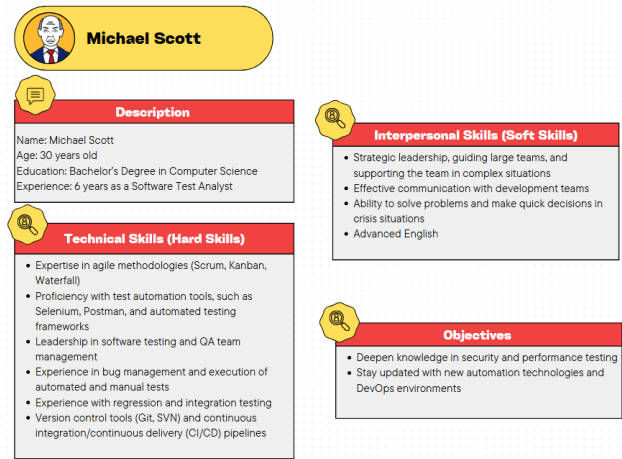 Michael Scott
Description
Name: Michael Scott
Age: 30 years old
Education: Bachelor's Degree in Computer Science
Experience: 6 years as a Software Test Analyst
Technical Skills (Hard Skills)
• Expertise in agile methodologies (Scrum, Kanban,
Waterfall)
• Proficiency with test automation tools, such as
Selenium, Postman, and automated testing
frameworks
• Leadership in software testing and QA team
management
• Experience in bug management and execution of
automated and manual tests
• Experience with regression and integration testing
• Version control tools (Git, SVN) and continuous
integration/continuous delivery (CI/CD) pipelines
Interpersonal Skills (Soft Skills)
• Strategic leadership, guiding large teams, and
supporting the team in complex situations
• Effective communication with development teams
• Ability to solve problems and make quick decisions in
crisis situations
• Advanced English
Objectives
• Deepen knowledge in security and performance testing
• Stay updated with new automation technologies and
DevOps environments